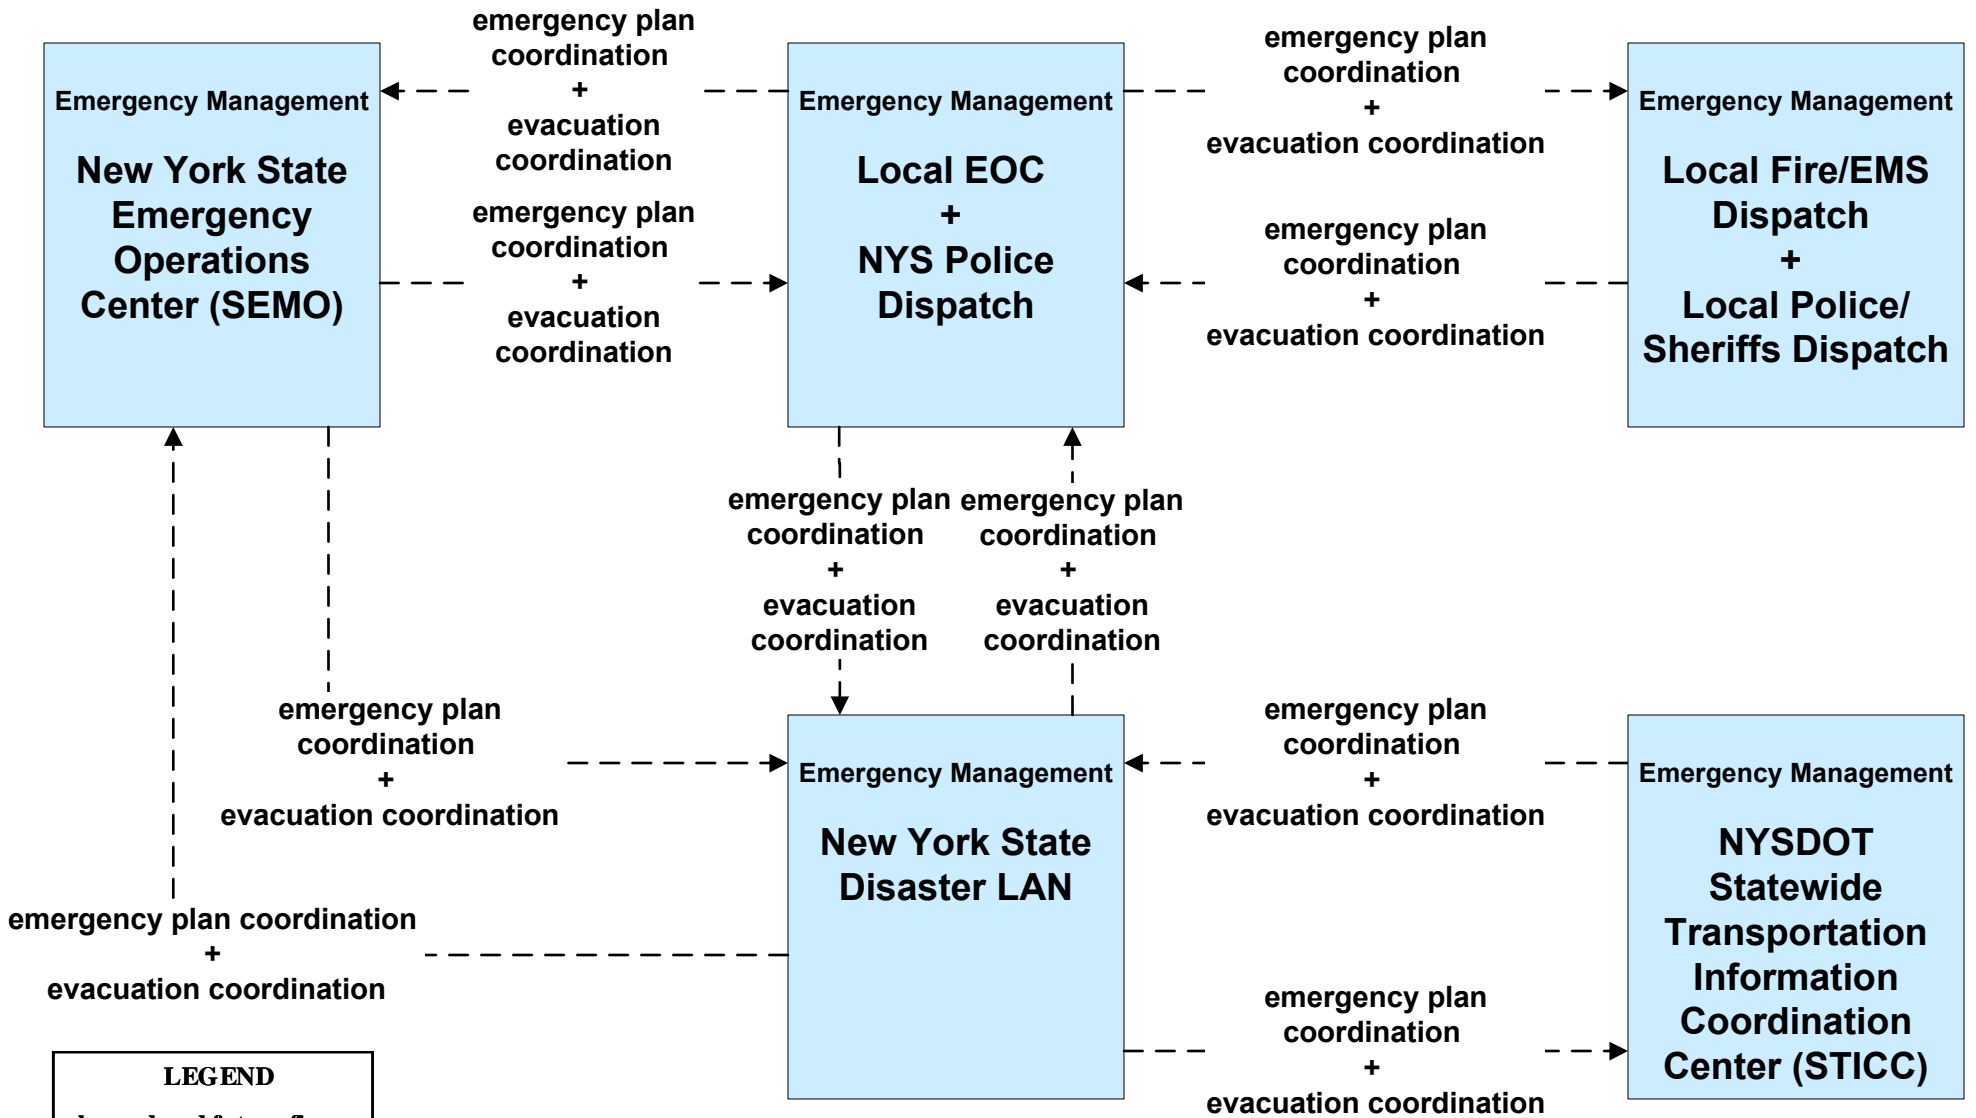 emergency plan
coordination
+
evacuation
coordination
emergency plan
coordination
+
evacuation coordination
Emergency Management
New York State
Emergency
Operations
Center (SEMO)
emergency plan
coordination
+
evacuation
coordination
Emergency Management
Local EOC
+
NYS Police
Dispatch
emergency plan
coordination
+
evacuation coordination
Emergency Management
Local Fire/EMS
Dispatch
+
Local Police/
Sheriffs Dispatch
emergency plan
coordination
+
evacuation
coordination
emergency plan
coordination
+
evacuation
coordination
emergency plan
coordination
+
evacuation coordination
Emergency Management
New York State
Disaster LAN
emergency plan
coordination
+
evacuation coordination
Emergency Management
NYSDOT
Statewide
Transportation
Information
Coordination
Center (STICC)
emergency plan coordination
+
evacuation coordination
emergency plan
coordination
+
evacuation coordination
LEGEND